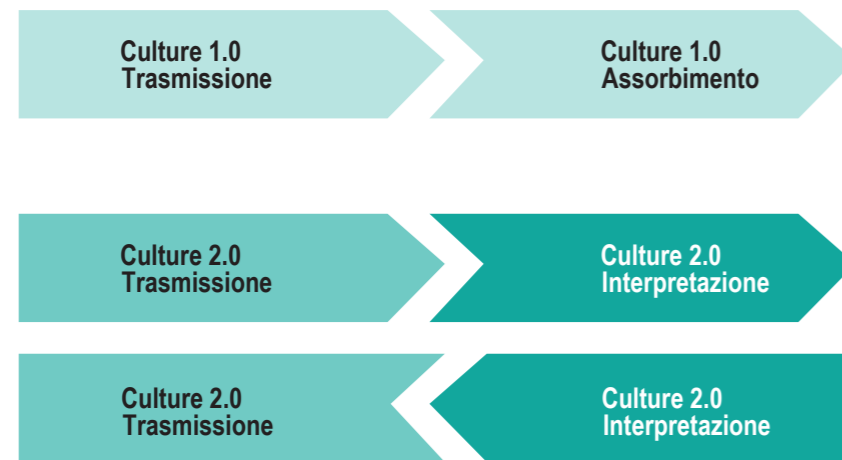 Culture 1.0
Trasmissione
Culture 1.0
Assorbimento
Culture 2.0
Trasmissione
Culture 2.0
Interpretazione
Culture 2.0
Trasmissione
Culture 2.0
Interpretazione